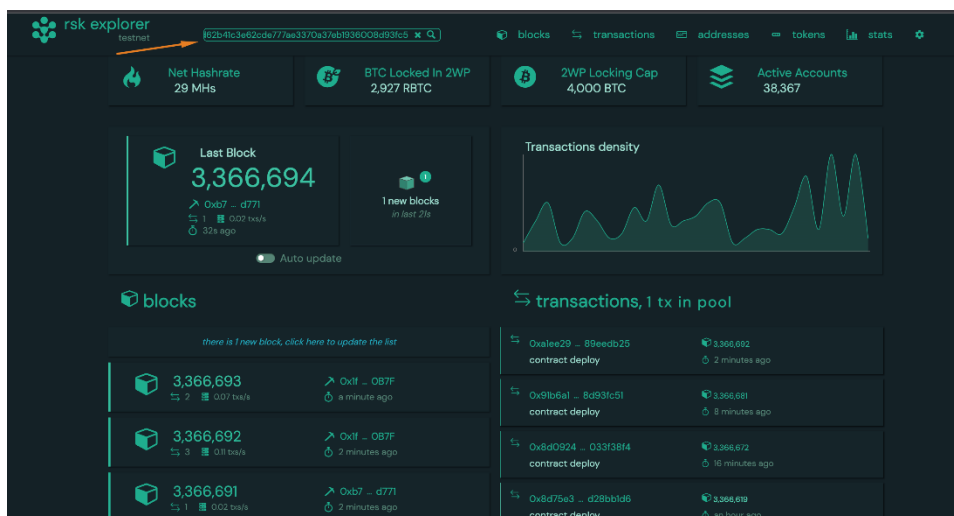 rsk explorer
testnet
162b41c3e62cde777ae3370a37eb1936008d93fc5
blocks
transactions
addresses
tokens
stats
Net Hashrate
29 MHs
BTC Locked In 2WP
2,927 RBTC
2WP Locking Cap
4,000 BTC
Active Accounts
38,367
Last Block
3,366,694
0xb7 ... d771
1 0.02 txs/s
32s ago
1
1 new blocks
in last 21s
Auto update
Transactions density
0
blocks
there is 1 new block, click here to update the list
3,366,693
2 0.07 txs/s
0x1f ... 0B7F
a minute ago
3,366,692
3 0.11 txs/s
0x1f ... 0B7F
2 minutes ago
3,366,691
1 0.02 txs/s
0xb7 ... d771
2 minutes ago
transactions, 1 tx in pool
0xa1ee29 ... 89eedb25
contract deploy
3,366,692
2 minutes ago
0x91b6a1 ... 8d93fc51
contract deploy
3,366,681
8 minutes ago
0x8d0924 ... 033f38f4
contract deploy
3,366,672
16 minutes ago
0x8d75e3 ... d28bb1d6
contract deploy
3,366,619
an hour ago